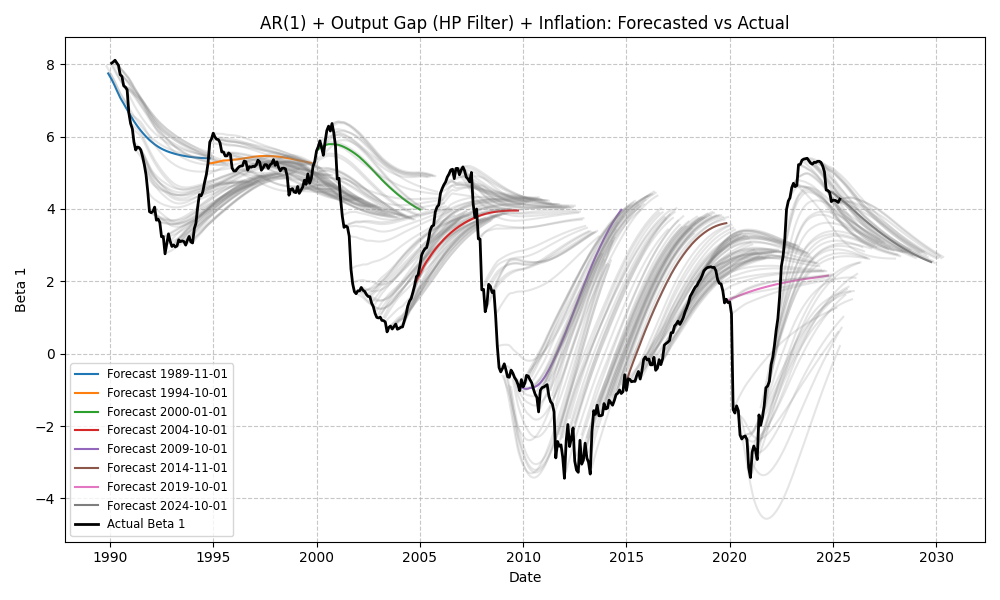 AR(1) + Output Gap (HP Filter) + Inflation: Forecasted vs Actual
Beta 1
8
6
4
2
0
−2
−4
Forecast 1989-11-01
Forecast 1994-10-01
Forecast 2000-01-01
Forecast 2004-10-01
Forecast 2009-10-01
Forecast 2014-11-01
Forecast 2019-10-01
Forecast 2024-10-01
Actual Beta 1
1990 1995 2000 2005 2010 2015 2020 2025 2030
Date